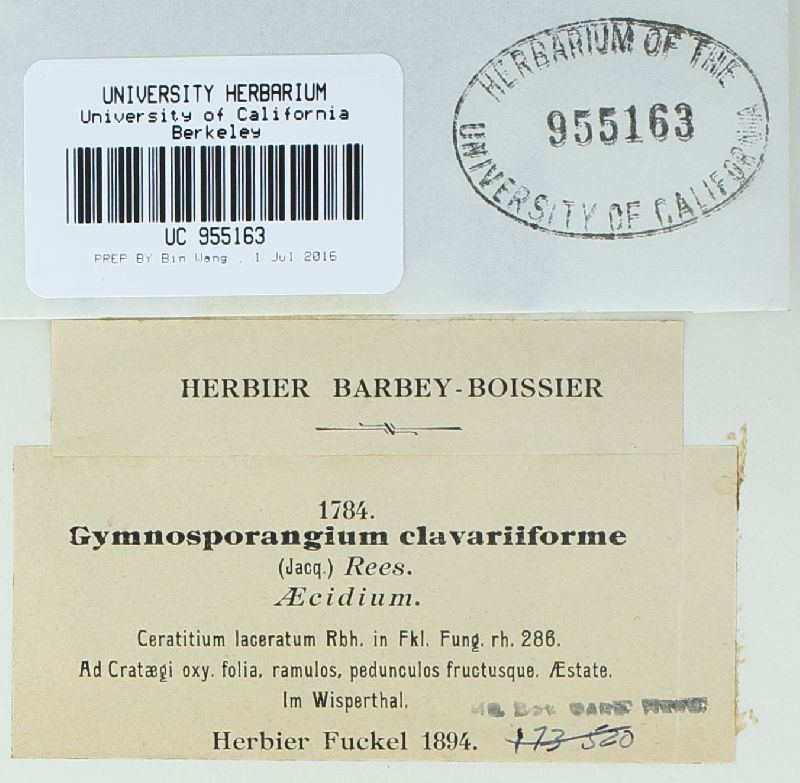 UNIVERSITY HERBARIUM
University of California
Berkeley
UC 955163
PREP BY Bin Wang , 1 Jul 2016
HERBARIUM OF THE
955163
UNIVERSITY OF CALIFORNIA
HERBIER BARBEY-BOISSIER
1784.
Gymnosporangium clavariiforme
(Jacq.) Rees.
Æcidium.
Ceratitium laceratum Rbh. in Fkl. Fung. rh. 286.
Ad Cratægi oxy. folia, ramulos, pedunculos fructusque. Æstate.
Im Wisperthal.
Herbier Fuckel 1894. 173 520